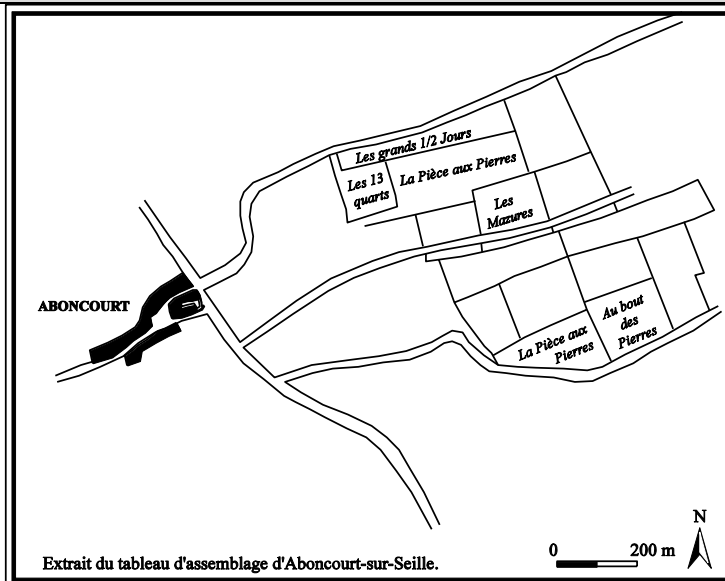 Les grands 1/2 Jours
La Pièce aux Pierres
Les 13
quarts
Les
Mazures
ABONCOURT
Au bout
des
Pierres
La Pièce aux
Pierres
N
0 200 m
Extrait du tableau d'assemblage d'Aboncourt-sur-Seille.